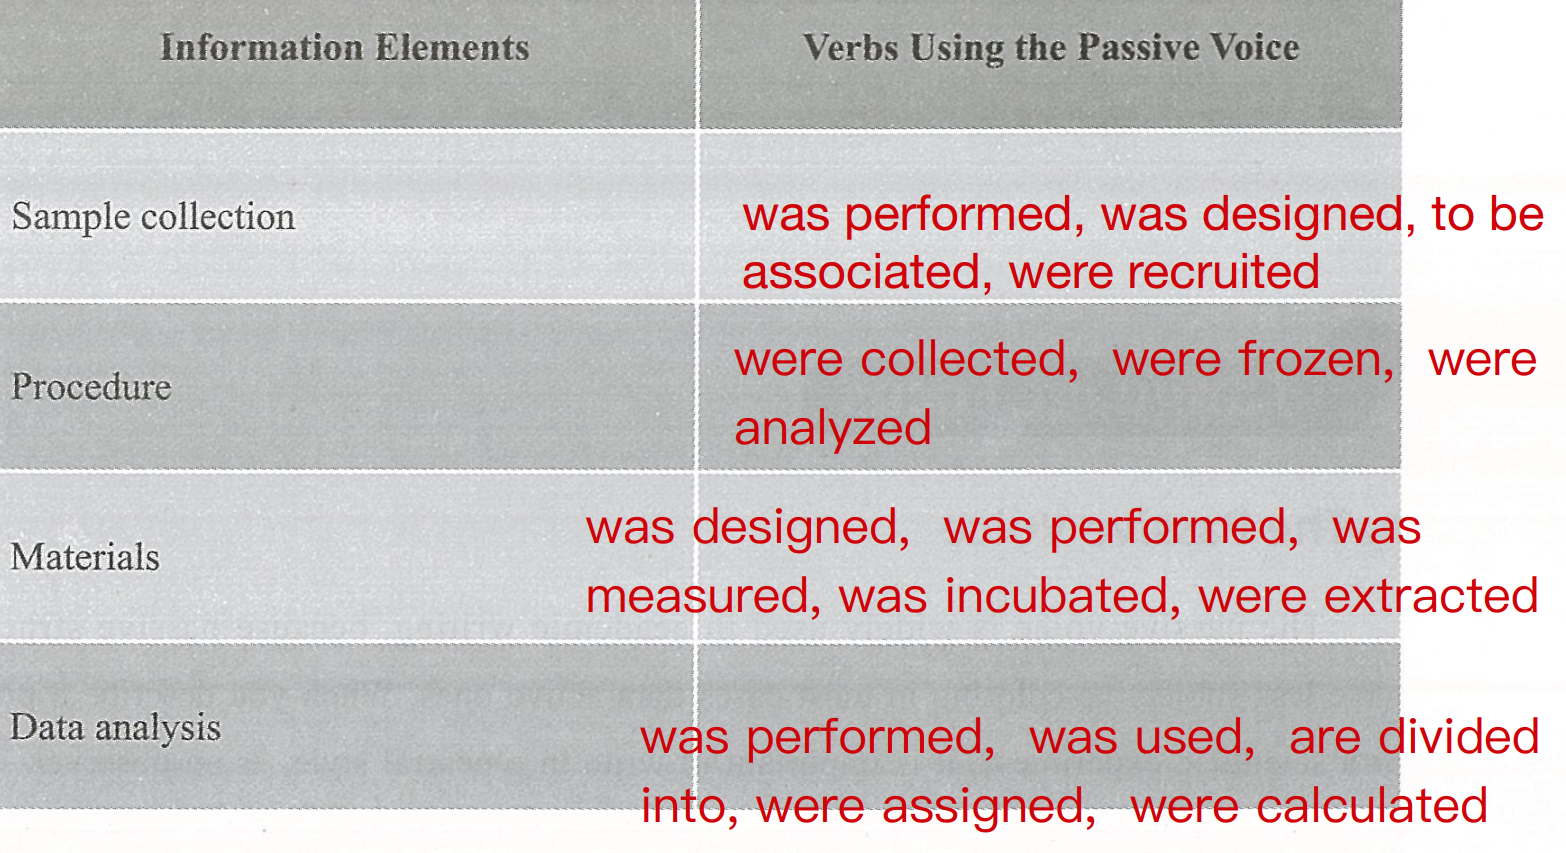 Information Elements
Verbs Using the Passive Voice
Sample collection
was performed, was designed, to be
associated, were recruited
Procedure
were collected, were frozen, were
analyzed
Materials
was designed, was performed, was
measured, was incubated, were extracted
Data analysis
was performed, was used, are divided
into, were assigned, were calculated